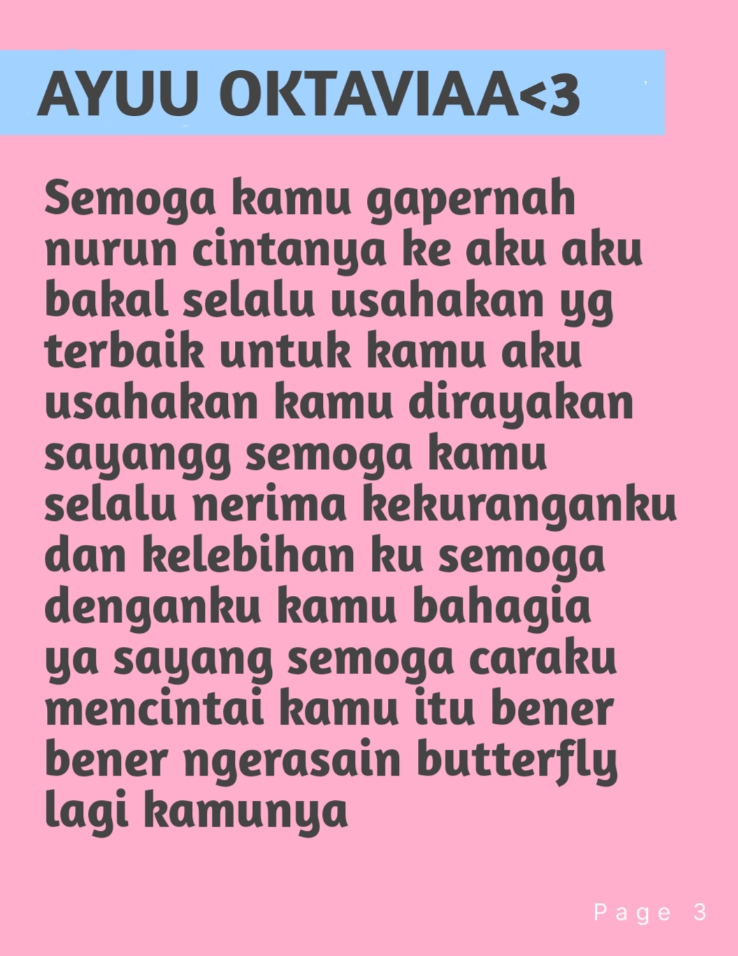 AYUU OKTAVIAA<3
Semoga kamu gapernah
nurun cintanya ke aku aku
bakal selalu usahakan yg
terbaik untuk kamu aku
usahakan kamu dirayakan
sayangg semoga kamu
selalu nerima kekuranganku
dan kelebihan ku semoga
denganku kamu bahagia
ya sayang semoga caraku
mencintai kamu itu bener
bener ngerasain butterfly
lagi kamunya
Page 3